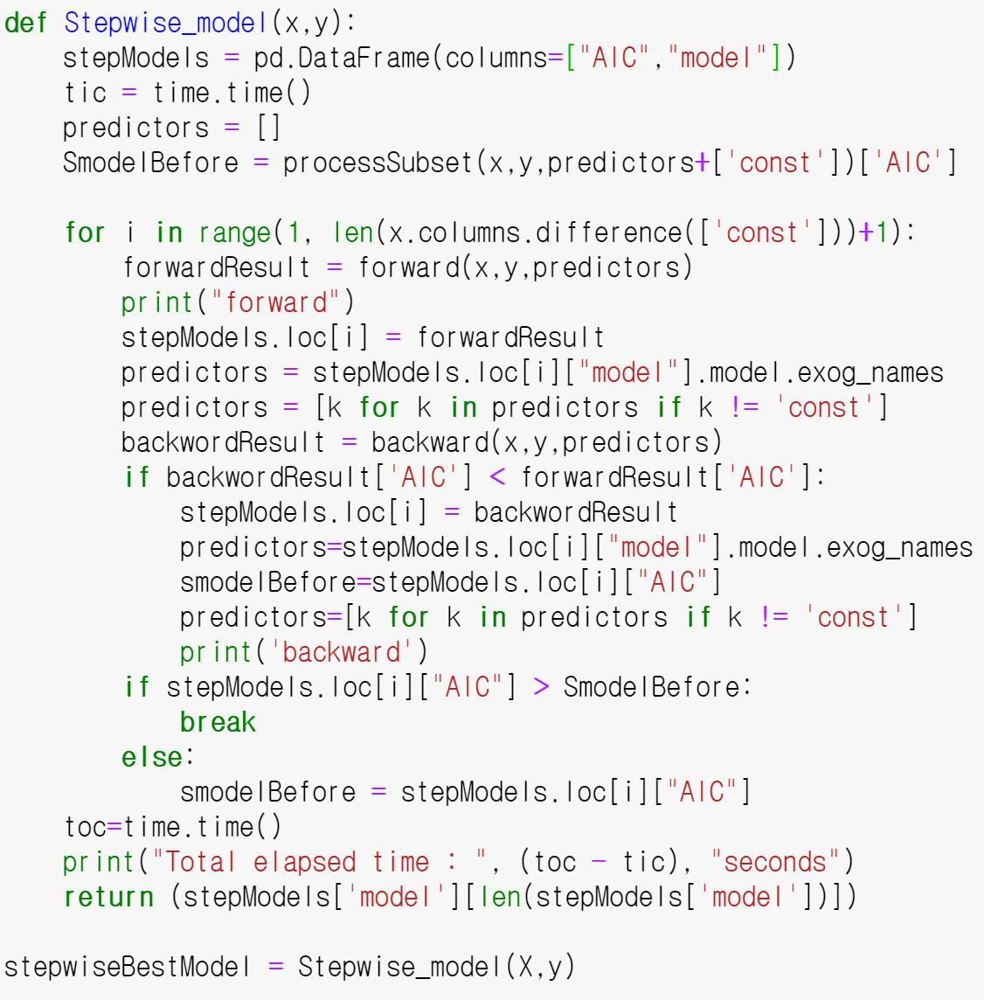 def Stepwise_model(x,y):
    stepModels = pd.DataFrame(columns=["AIC","model"])
    tic = time.time()
    predictors = []
    SmodelBefore = processSubset(x,y,predictors+['const'])['AIC']

    for i in range(1, len(x.columns.difference(['const']))+1):
        forwardResult = forward(x,y,predictors)
        print("forward")
        stepModels.loc[i] = forwardResult
        predictors = stepModels.loc[i]["model"].model.exog_names
        predictors = [k for k in predictors if k != 'const']
        backwordResult = backward(x,y,predictors)
        if backwordResult['AIC'] < forwardResult['AIC']:
            stepModels.loc[i] = backwordResult
            predictors=stepModels.loc[i]["model"].model.exog_names
            smodelBefore=stepModels.loc[i]["AIC"]
            predictors=[k for k in predictors if k != 'const']
            print('backward')
        if stepModels.loc[i]["AIC"] > SmodelBefore:
            break
        else:
            smodelBefore = stepModels.loc[i]["AIC"]
    toc=time.time()
    print("Total elapsed time : ", (toc - tic), "seconds")
    return (stepModels['model'][len(stepModels['model'])])

stepwiseBestModel = Stepwise_model(X,y)